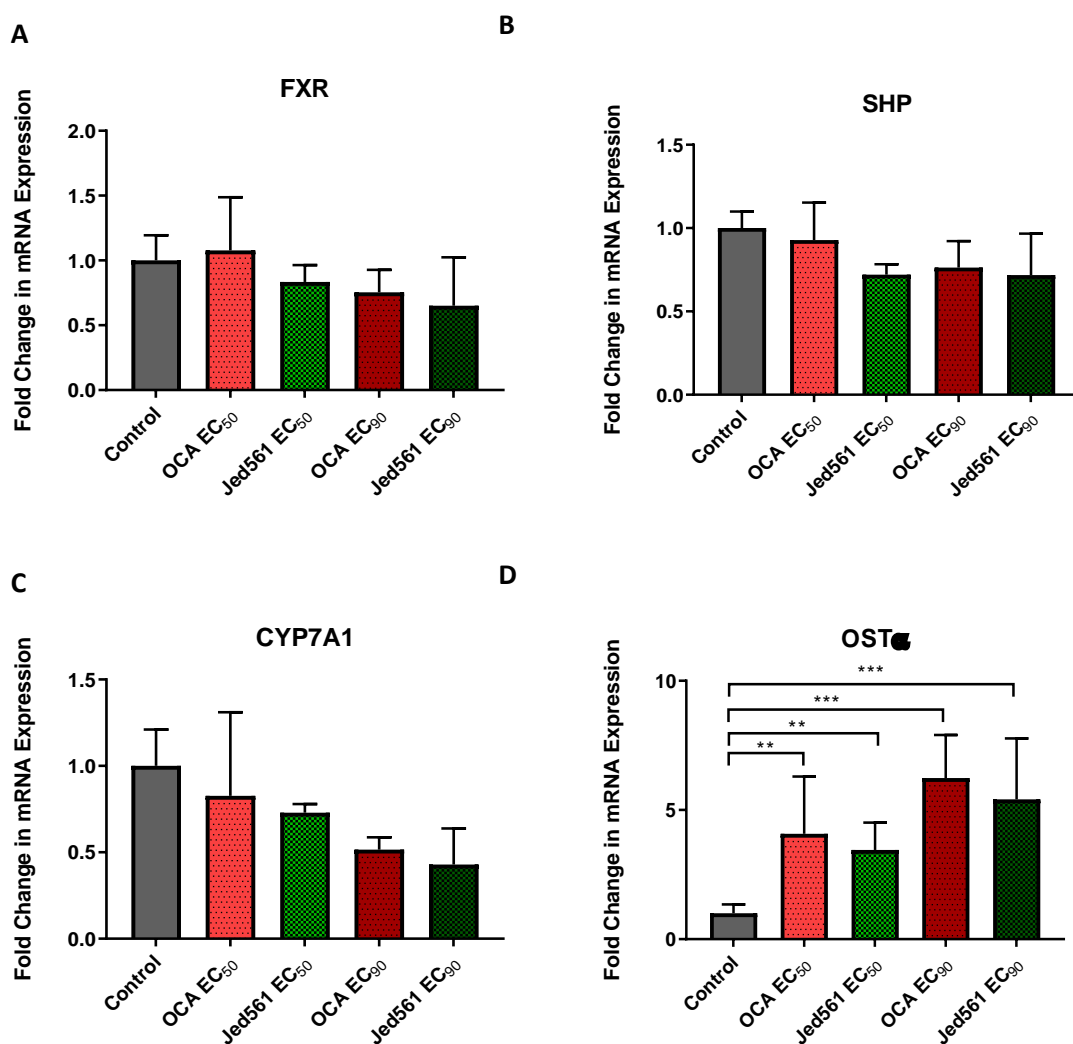 A
FXR
Fold Change in mRNA Expression
2.0
1.5
1.0
0.5
0.0
Control
OCA EC₅₀
Jed561 EC₅₀
OCA EC₉₀
Jed561 EC₉₀
B
SHP
Fold Change in mRNA Expression
1.5
1.0
0.5
0.0
Control
OCA EC₅₀
Jed561 EC₅₀
OCA EC₉₀
Jed561 EC₉₀
C
CYP7A1
Fold Change in mRNA Expression
1.5
1.0
0.5
0.0
Control
OCA EC₅₀
Jed561 EC₅₀
OCA EC₉₀
Jed561 EC₉₀
D
OSTα
Fold Change in mRNA Expression
10
5
0
***
***
**
**
Control
OCA EC₅₀
Jed561 EC₅₀
OCA EC₉₀
Jed561 EC₉₀